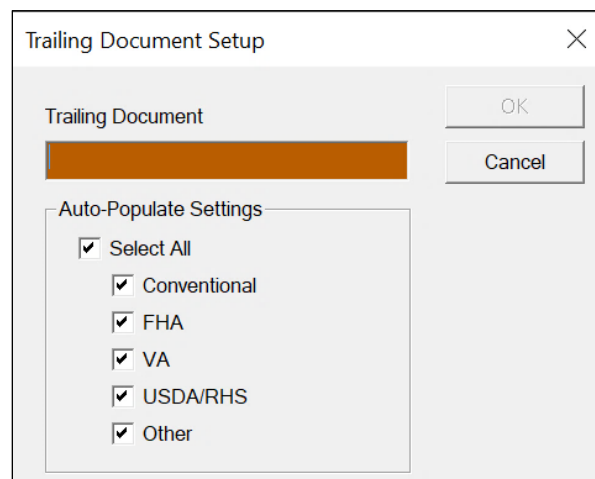 Trailing Document Setup
OK
Trailing Document
Cancel
Auto-Populate Settings
Select All
Conventional
FHA
VA
USDA/RHS
Other